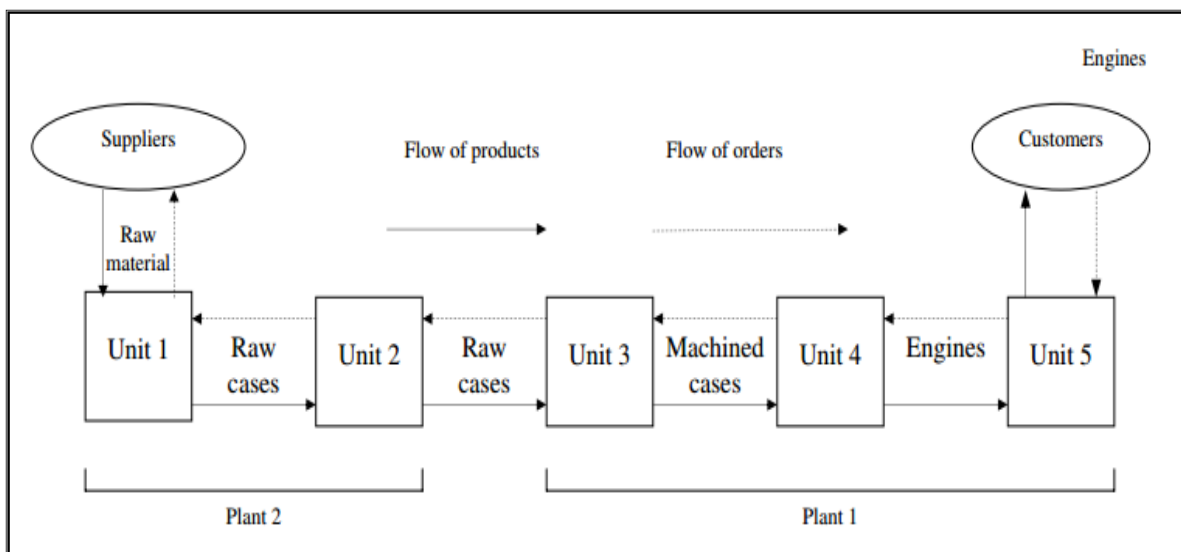 Engines
Suppliers
Flow of products
Flow of orders
Customers
Raw
material
Unit 1
Raw
cases
Unit 2
Raw
cases
Unit 3
Machined
cases
Unit 4
Engines
Unit 5
Plant 2
Plant 1